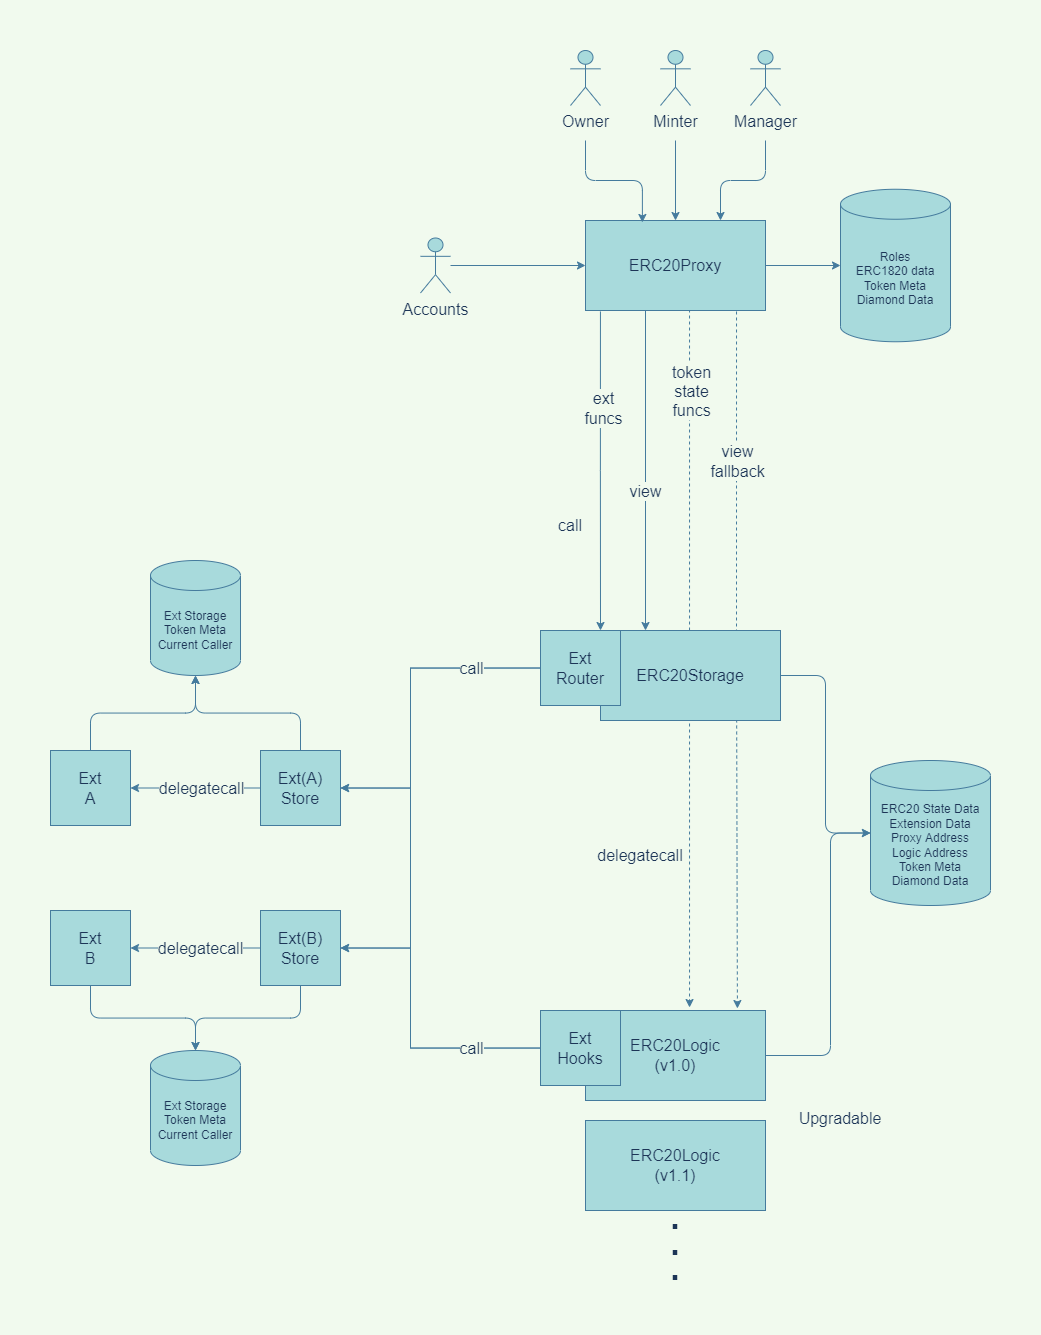 Owner
Minter
Manager
Accounts
ERC20Proxy
Roles
ERC1820 data
Token Meta
Diamond Data
ext
funcs
token
state
funcs
view
fallback
view
call
Ext Storage
Token Meta
Current Caller
Ext
Router
ERC20Storage
call
Ext
A
delegatecall
Ext(A)
Store
delegatecall
ERC20 State Data
Extension Data
Proxy Address
Logic Address
Token Meta
Diamond Data
Ext
B
delegatecall
Ext(B)
Store
call
Ext
Hooks
ERC20Logic
(v1.0)
Ext Storage
Token Meta
Current Caller
Upgradable
ERC20Logic
(v1.1)